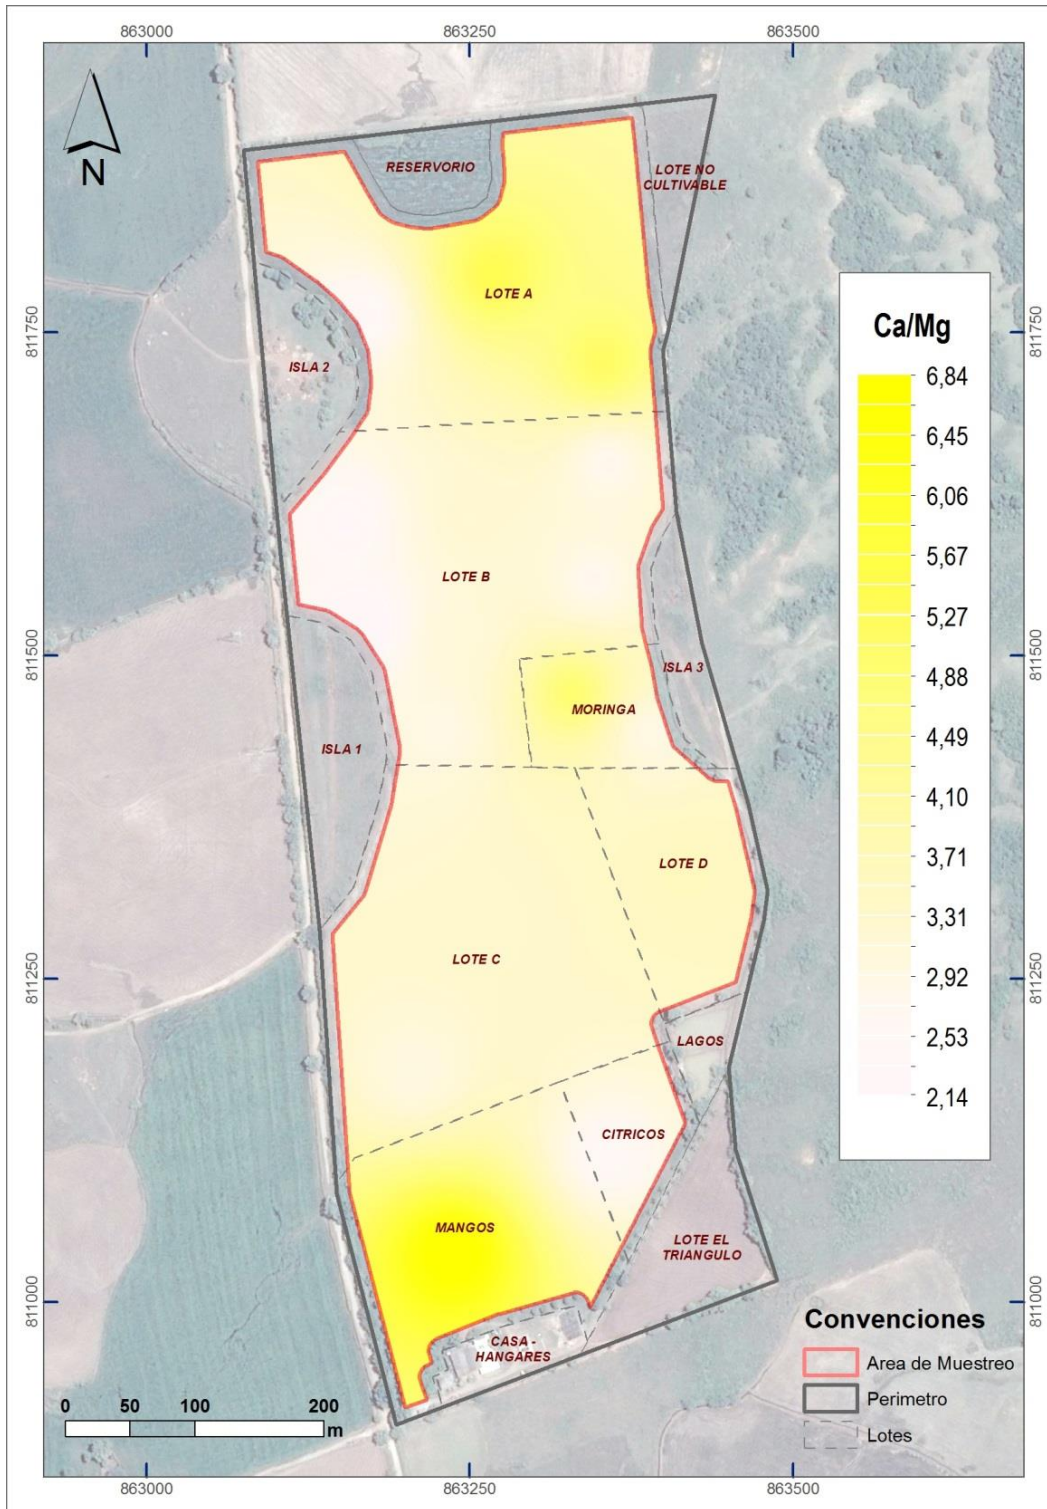 863000
863250
863500
N
RESERVORIO
LOTE NO
CULTIVABLE
LOTE A
811750
811750
ISLA 2
Ca/Mg
6,84
6,45
6,06
5,67
5,27
4,88
4,49
4,10
3,71
3,31
2,92
2,53
2,14
LOTE B
811500
811500
ISLA 3
MORINGA
ISLA 1
LOTE D
LOTE C
811250
811250
LAGOS
CITRICOS
MANGOS
LOTE EL
TRIANGULO
811000
811000
CASA -
HANGARES
Convenciones
Area de Muestreo
Perimetro
Lotes
0 50 100 200
m
863000
863250
863500